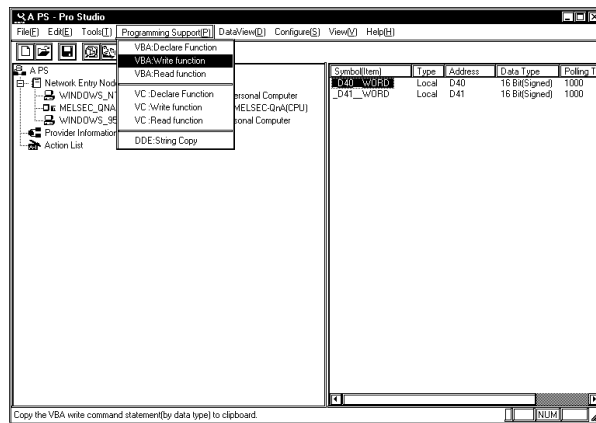 A PS - Pro Studio
File(F) Edit(E) Tools(T) Programming Support(P) DataView(D) Configure(S) View(V) Help(H)
VBA:Declare Function
VBA:Write function
VBA:Read function
VC :Declare Function
VC :Write function
VC :Read function
DDE:String Copy
A PS
Network Entry Node
WINDOWS_N ersonal Computer
MELSEC_QNA MELSEC-QnA(CPU)
WINDOWS_95 sonal Computer
Provider Information
Action List
Symbol(Item) Type Address Data Type Polling T
_D40__WORD Local D40 16 Bit(Signed) 1000
_D41__WORD Local D41 16 Bit(Signed) 1000
Copy the VBA write command statement(by data type) to clipboard. NUM